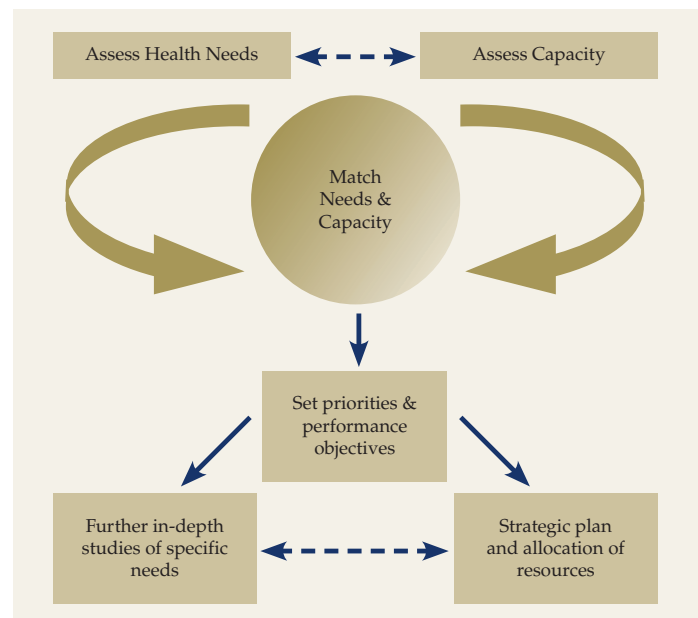 Assess Health Needs
Assess Capacity
Match
Needs &
Capacity
Set priorities &
performance
objectives
Further in-depth
studies of specific
needs
Strategic plan
and allocation of
resources